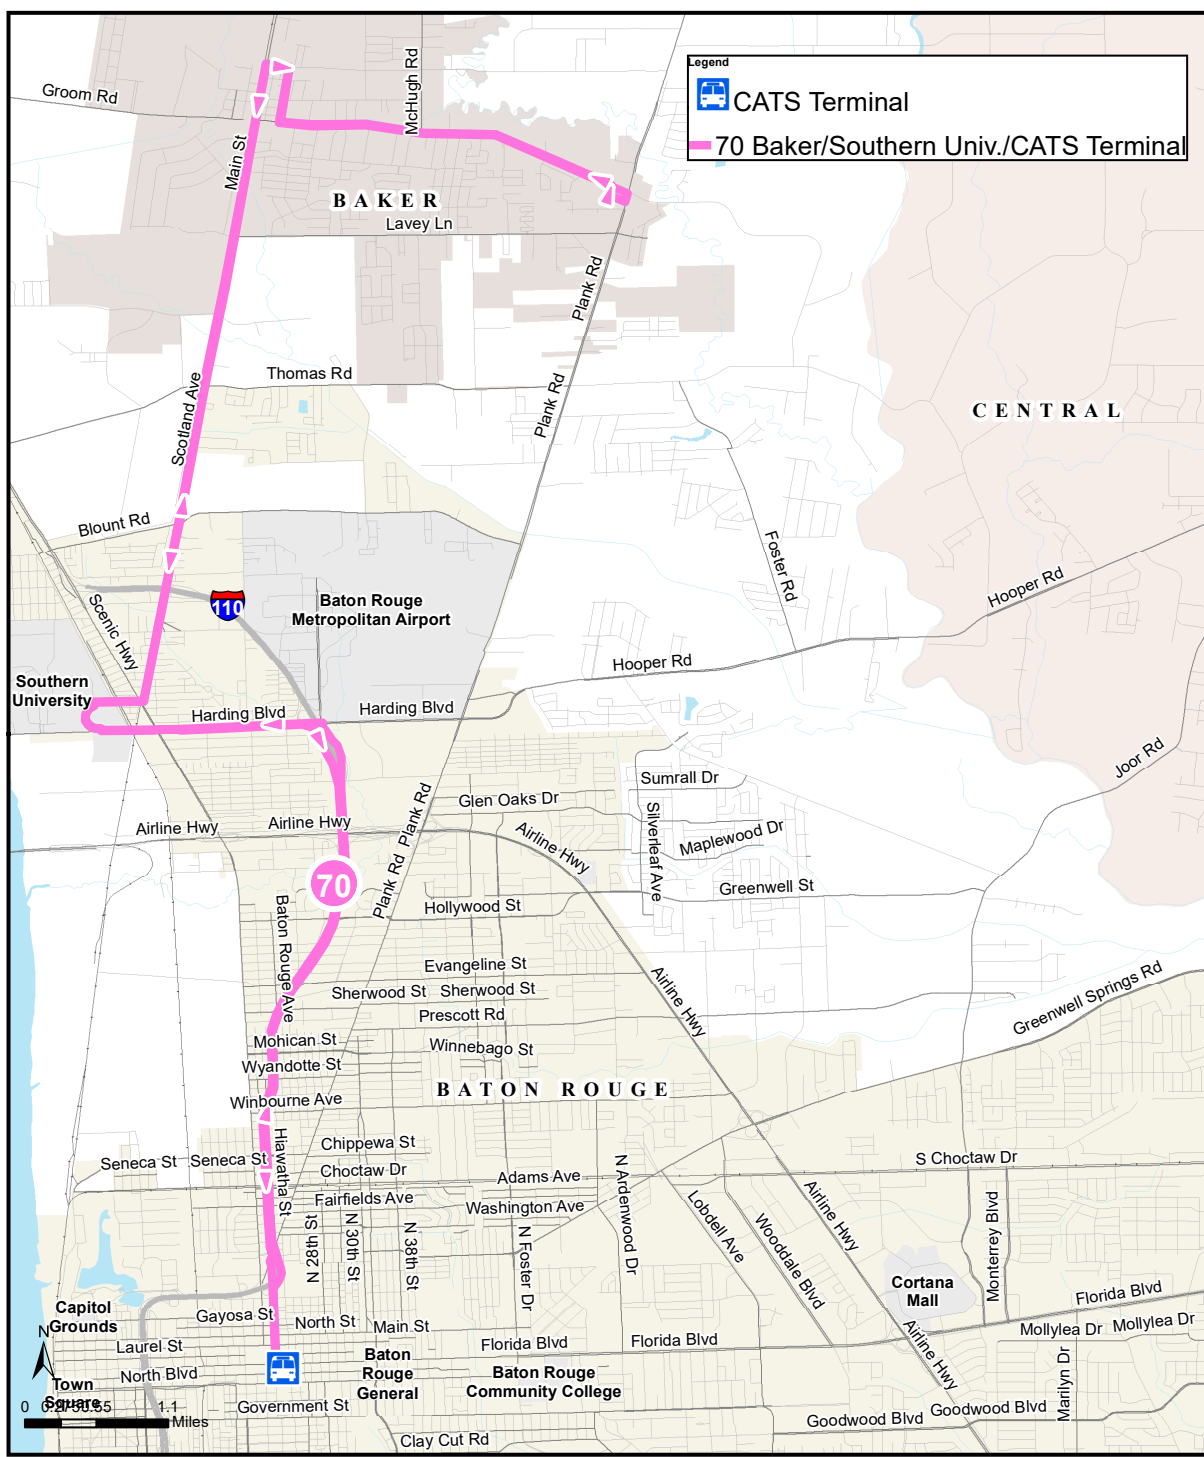 Legend
CATS Terminal
70 Baker/Southern Univ./CATS Terminal
Groom Rd
McHugh Rd
Main St
BAKER
Lavey Ln
Plank Rd
Thomas Rd
Plank Rd
Scotland Ave
CENTRAL
Blount Rd
Foster Rd
Hooper Rd
110
Baton Rouge
Metropolitan Airport
Scenic Hwy
Hooper Rd
Southern
University
Harding Blvd
Harding Blvd
Joor Rd
Sumrall Dr
Plank Rd
Glen Oaks Dr
Silverleaf Ave
Airline Hwy
Airline Hwy
Airline Hwy
Maplewood Dr
Plank Rd
70
Greenwell St
Hollywood St
Baton Rouge Ave
Evangeline St
Airline Hwy
Greenwell Springs Rd
Sherwood St
Sherwood St
Prescott Rd
Mohican St
Winnebago St
Wyandotte St
BATON ROUGE
Winbourne Ave
Hiawatha St
Chippewa St
Seneca St
Seneca St
Choctaw Dr
Adams Ave
S Choctaw Dr
N Ardenwood Dr
Fairfields Ave
Washington Ave
Airline Hwy
Lobdell Ave
Wooddale Blvd
Monterrey Blvd
N 28th St
N 30th St
N 38th St
N Foster Dr
Cortana
Mall
Capitol
Grounds
Gayosa St
North St
Main St
Florida Blvd
Florida Blvd
Florida Blvd
Mollylea Dr
Mollylea Dr
N
Laurel St
Airline Hwy
Baton
Rouge
General
Baton Rouge
Community College
North Blvd
Marilyn Dr
Town
Square
Government St
Goodwood Blvd
Goodwood Blvd
0 0.275 0.55 1.1
Miles
Clay Cut Rd